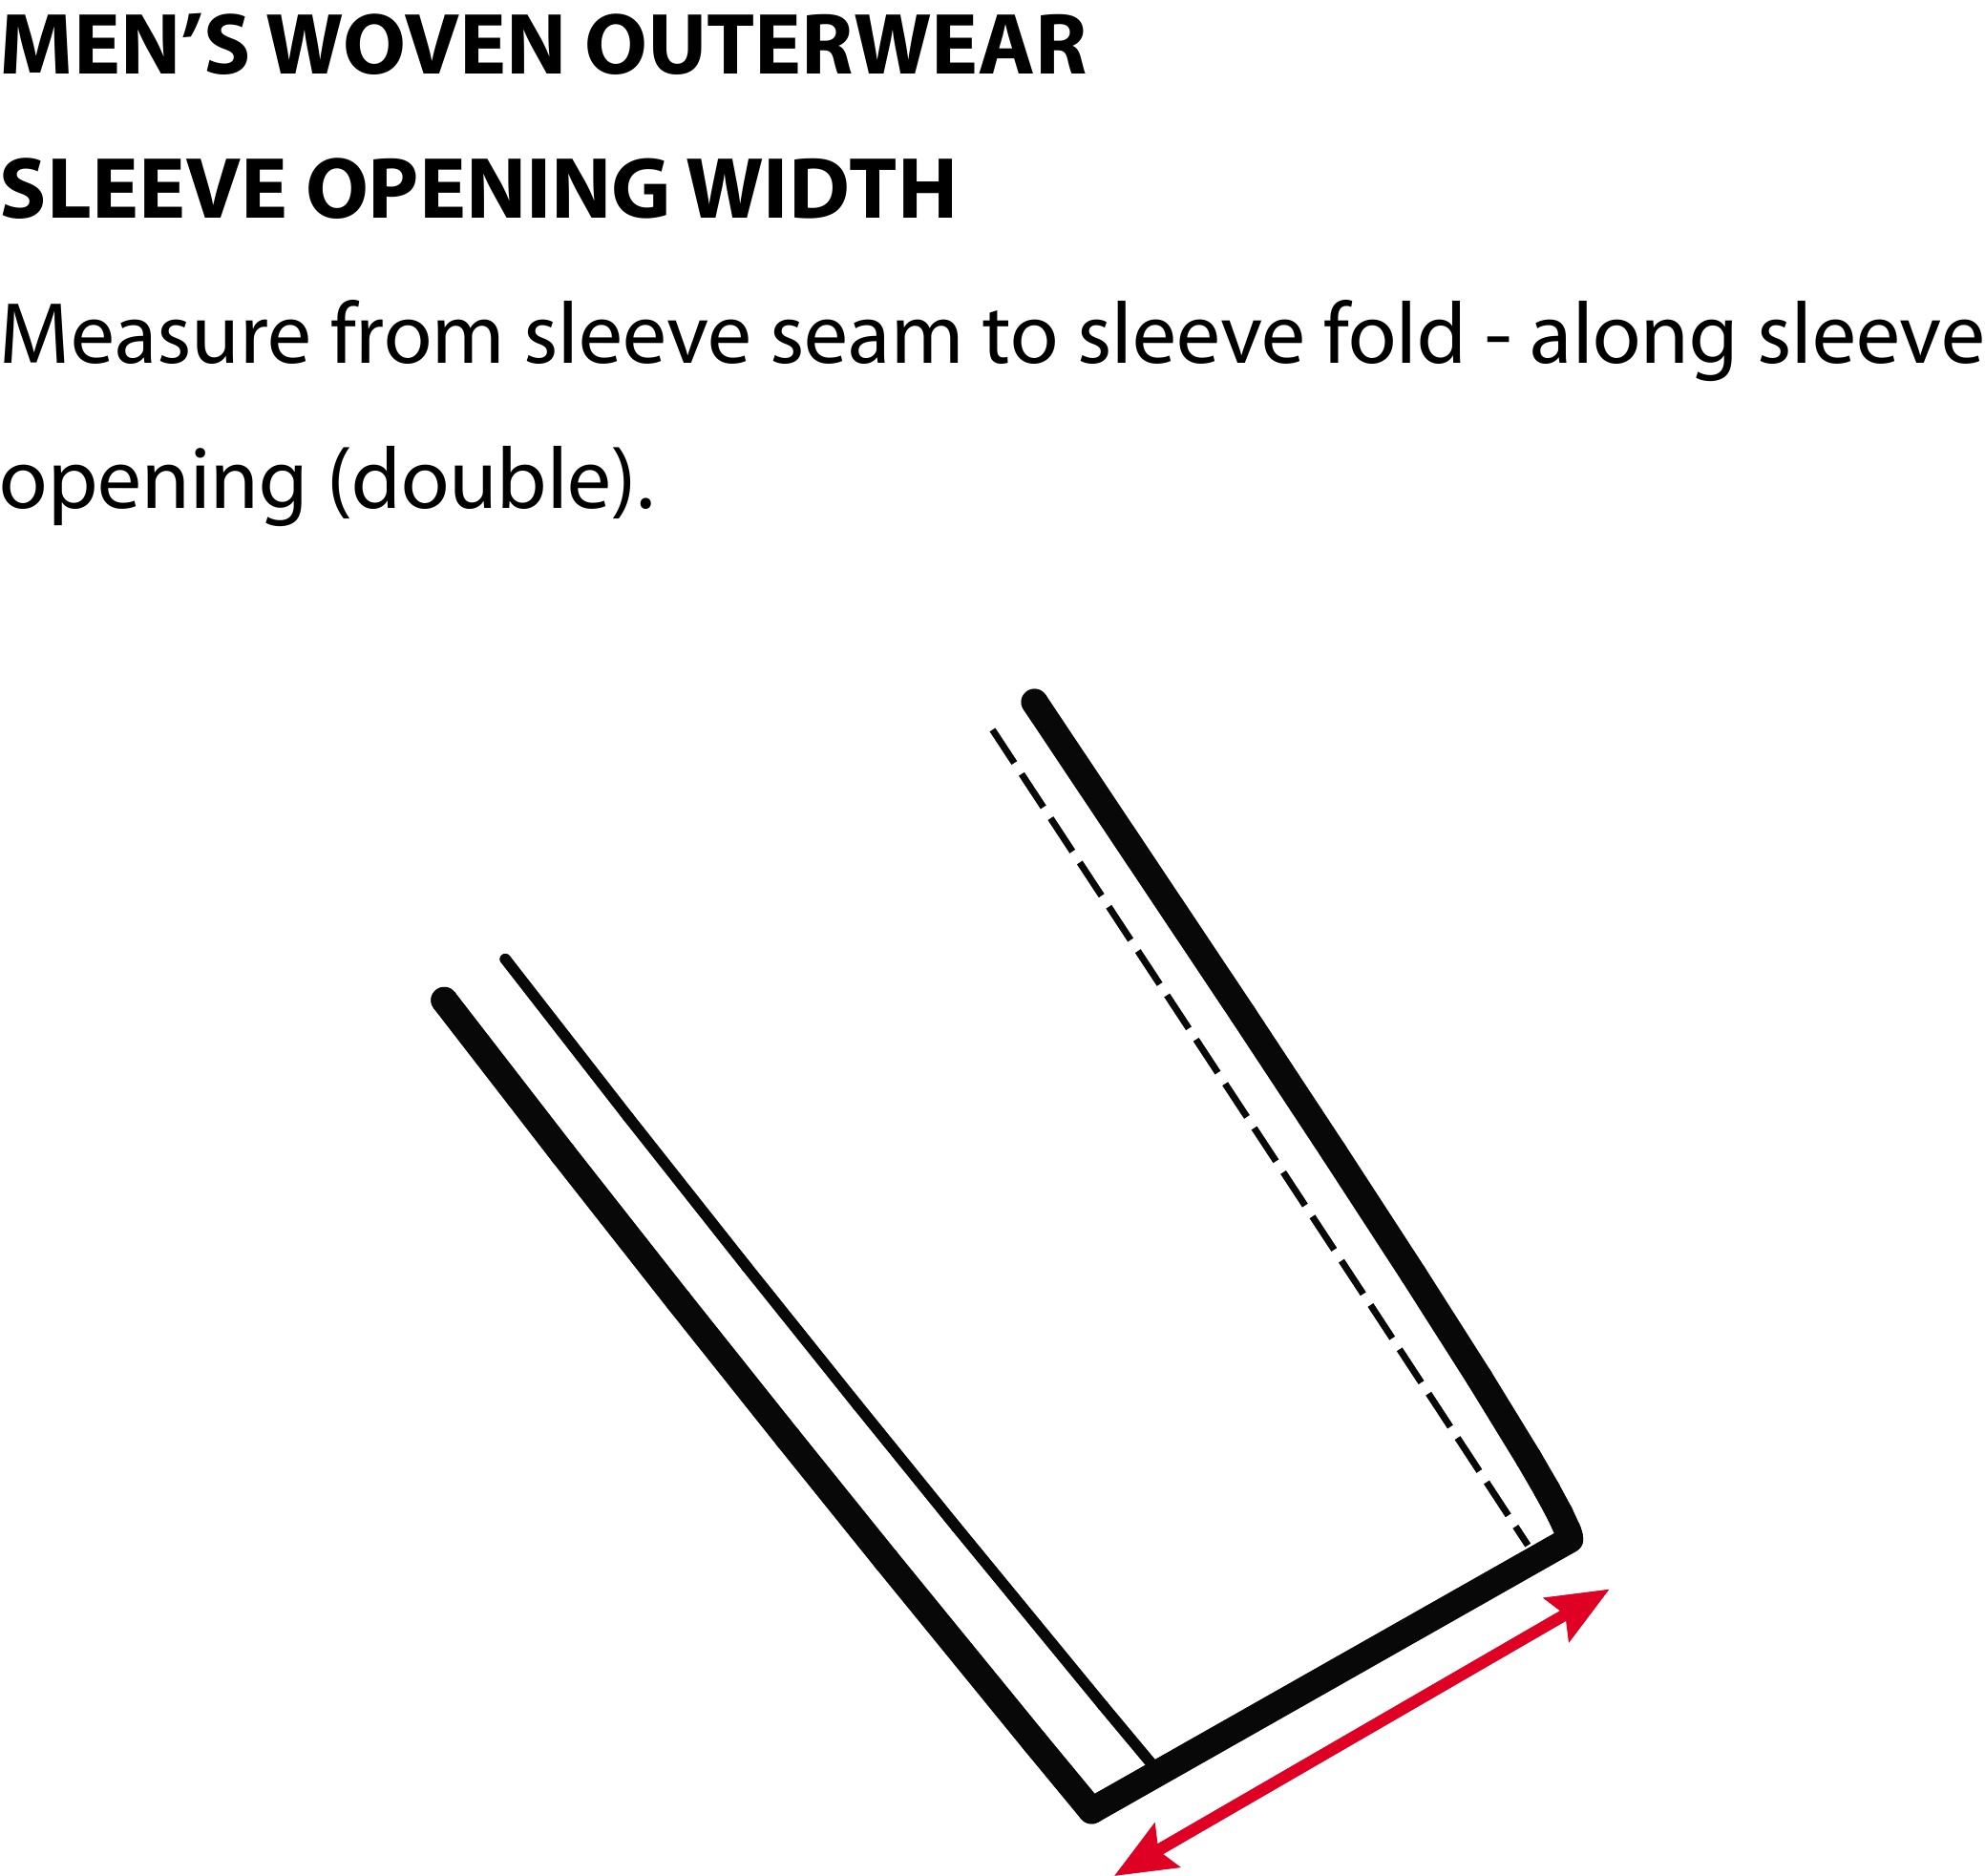 MEN’S WOVEN OUTERWEAR
SLEEVE OPENING WIDTH
Measure from sleeve seam to sleeve fold - along sleeve
opening (double).